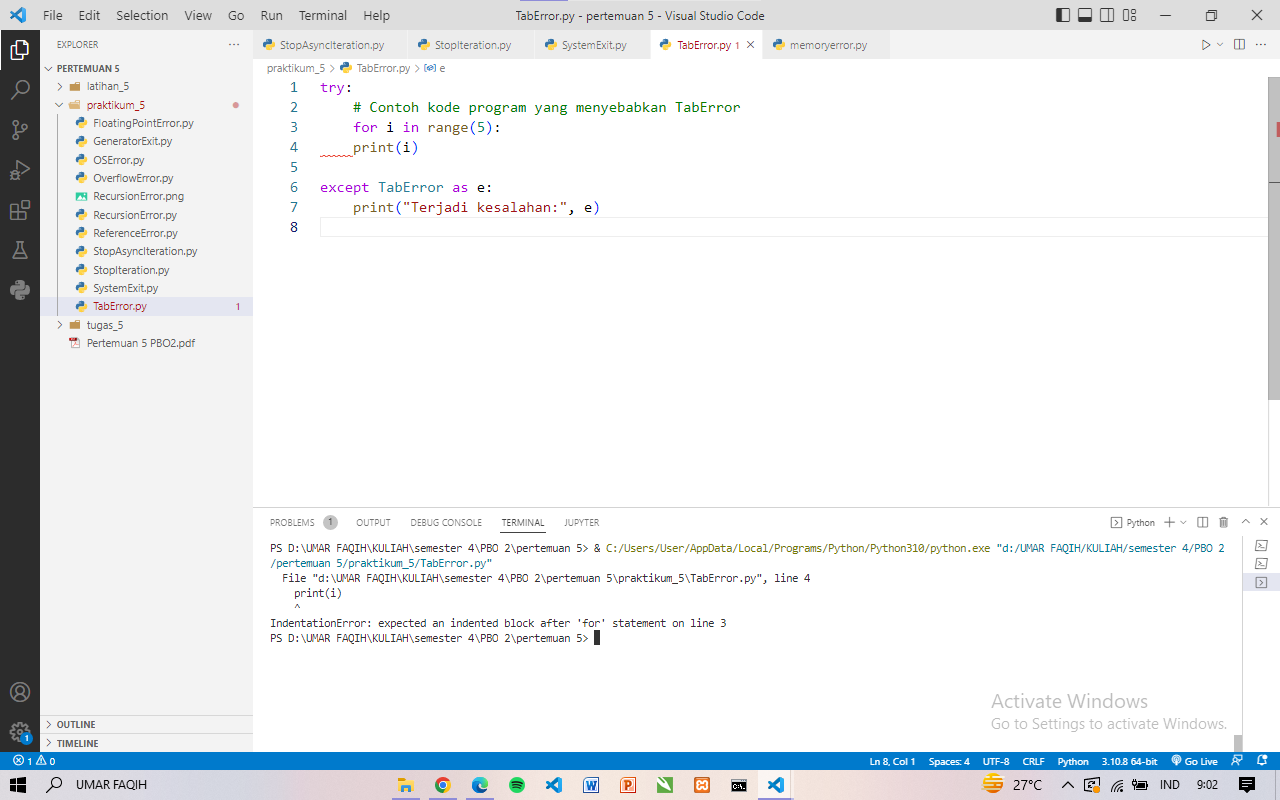 File Edit Selection View Go Run Terminal Help
TabError.py - pertemuan 5 - Visual Studio Code
EXPLORER
PERTEMUAN 5
latihan_5
praktikum_5
FloatingPointError.py
GeneratorExit.py
OSError.py
OverflowError.py
RecursionError.png
RecursionError.py
ReferenceError.py
StopAsyncIteration.py
StopIteration.py
SystemExit.py
TabError.py 1
tugas_5
Pertemuan 5 PBO2.pdf
OUTLINE
TIMELINE
StopAsyncIteration.py StopIteration.py SystemExit.py TabError.py 1 memoryerror.py
praktikum_5 > TabError.py > e
1 try:
2     # Contoh kode program yang menyebabkan TabError
3     for i in range(5):
4     print(i)
5
6 except TabError as e:
7     print("Terjadi kesalahan:", e)
8
PROBLEMS 1 OUTPUT DEBUG CONSOLE TERMINAL JUPYTER
Python
PS D:\UMAR FAQIH\KULIAH\semester 4\PBO 2\pertemuan 5> & C:/Users/User/AppData/Local/Programs/Python/Python310/python.exe "d:/UMAR FAQIH/KULIAH/semester 4/PBO 2
/pertemuan 5/praktikum_5/TabError.py"
  File "d:\UMAR FAQIH\KULIAH\semester 4\PBO 2\pertemuan 5\praktikum_5\TabError.py", line 4
    print(i)
    ^
IndentationError: expected an indented block after 'for' statement on line 3
PS D:\UMAR FAQIH\KULIAH\semester 4\PBO 2\pertemuan 5>
Activate Windows
Go to Settings to activate Windows.
1
1 0
Ln 8, Col 1 Spaces: 4 UTF-8 CRLF Python 3.10.8 64-bit Go Live
UMAR FAQIH
27°C IND 9:02